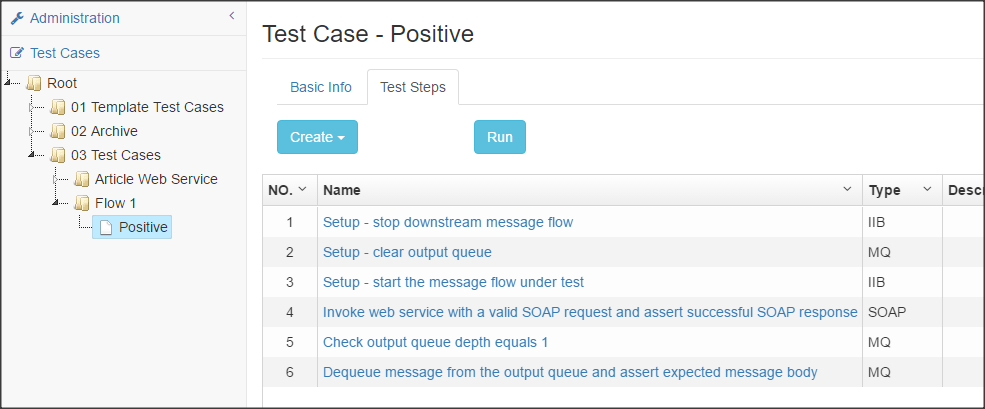 Administration
Test Cases
Root
01 Template Test Cases
02 Archive
03 Test Cases
Article Web Service
Flow 1
Positive
Test Case - Positive
Basic Info
Test Steps
Create
Run
NO. Name Type Descr
1 Setup - stop downstream message flow IIB
2 Setup - clear output queue MQ
3 Setup - start the message flow under test IIB
4 Invoke web service with a valid SOAP request and assert successful SOAP response SOAP
5 Check output queue depth equals 1 MQ
6 Dequeue message from the output queue and assert expected message body MQ